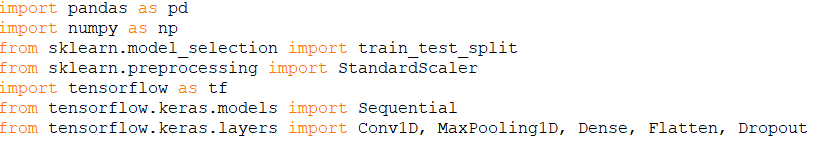 import pandas as pd
import numpy as np
from sklearn.model_selection import train_test_split
from sklearn.preprocessing import StandardScaler
import tensorflow as tf
from tensorflow.keras.models import Sequential
from tensorflow.keras.layers import Conv1D, MaxPooling1D, Dense, Flatten, Dropout